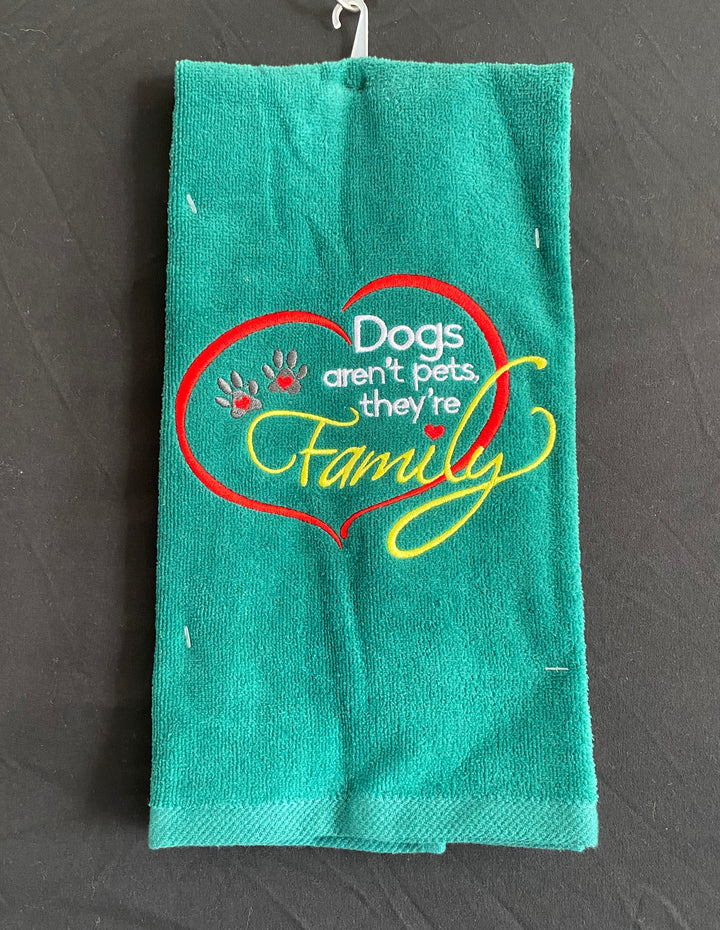 Dogs
aren't pets,
they're
Family